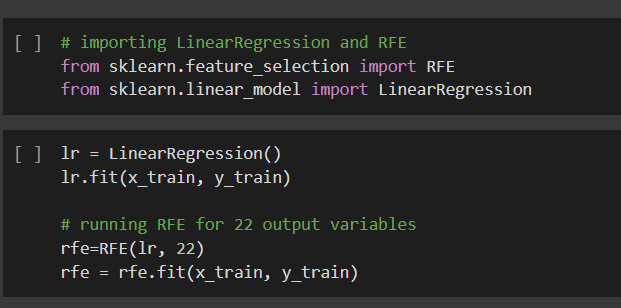 [ ] # importing LinearRegression and RFE
from sklearn.feature_selection import RFE
from sklearn.linear_model import LinearRegression
[ ] lr = LinearRegression()
lr.fit(x_train, y_train)
# running RFE for 22 output variables
rfe=RFE(lr, 22)
rfe = rfe.fit(x_train, y_train)